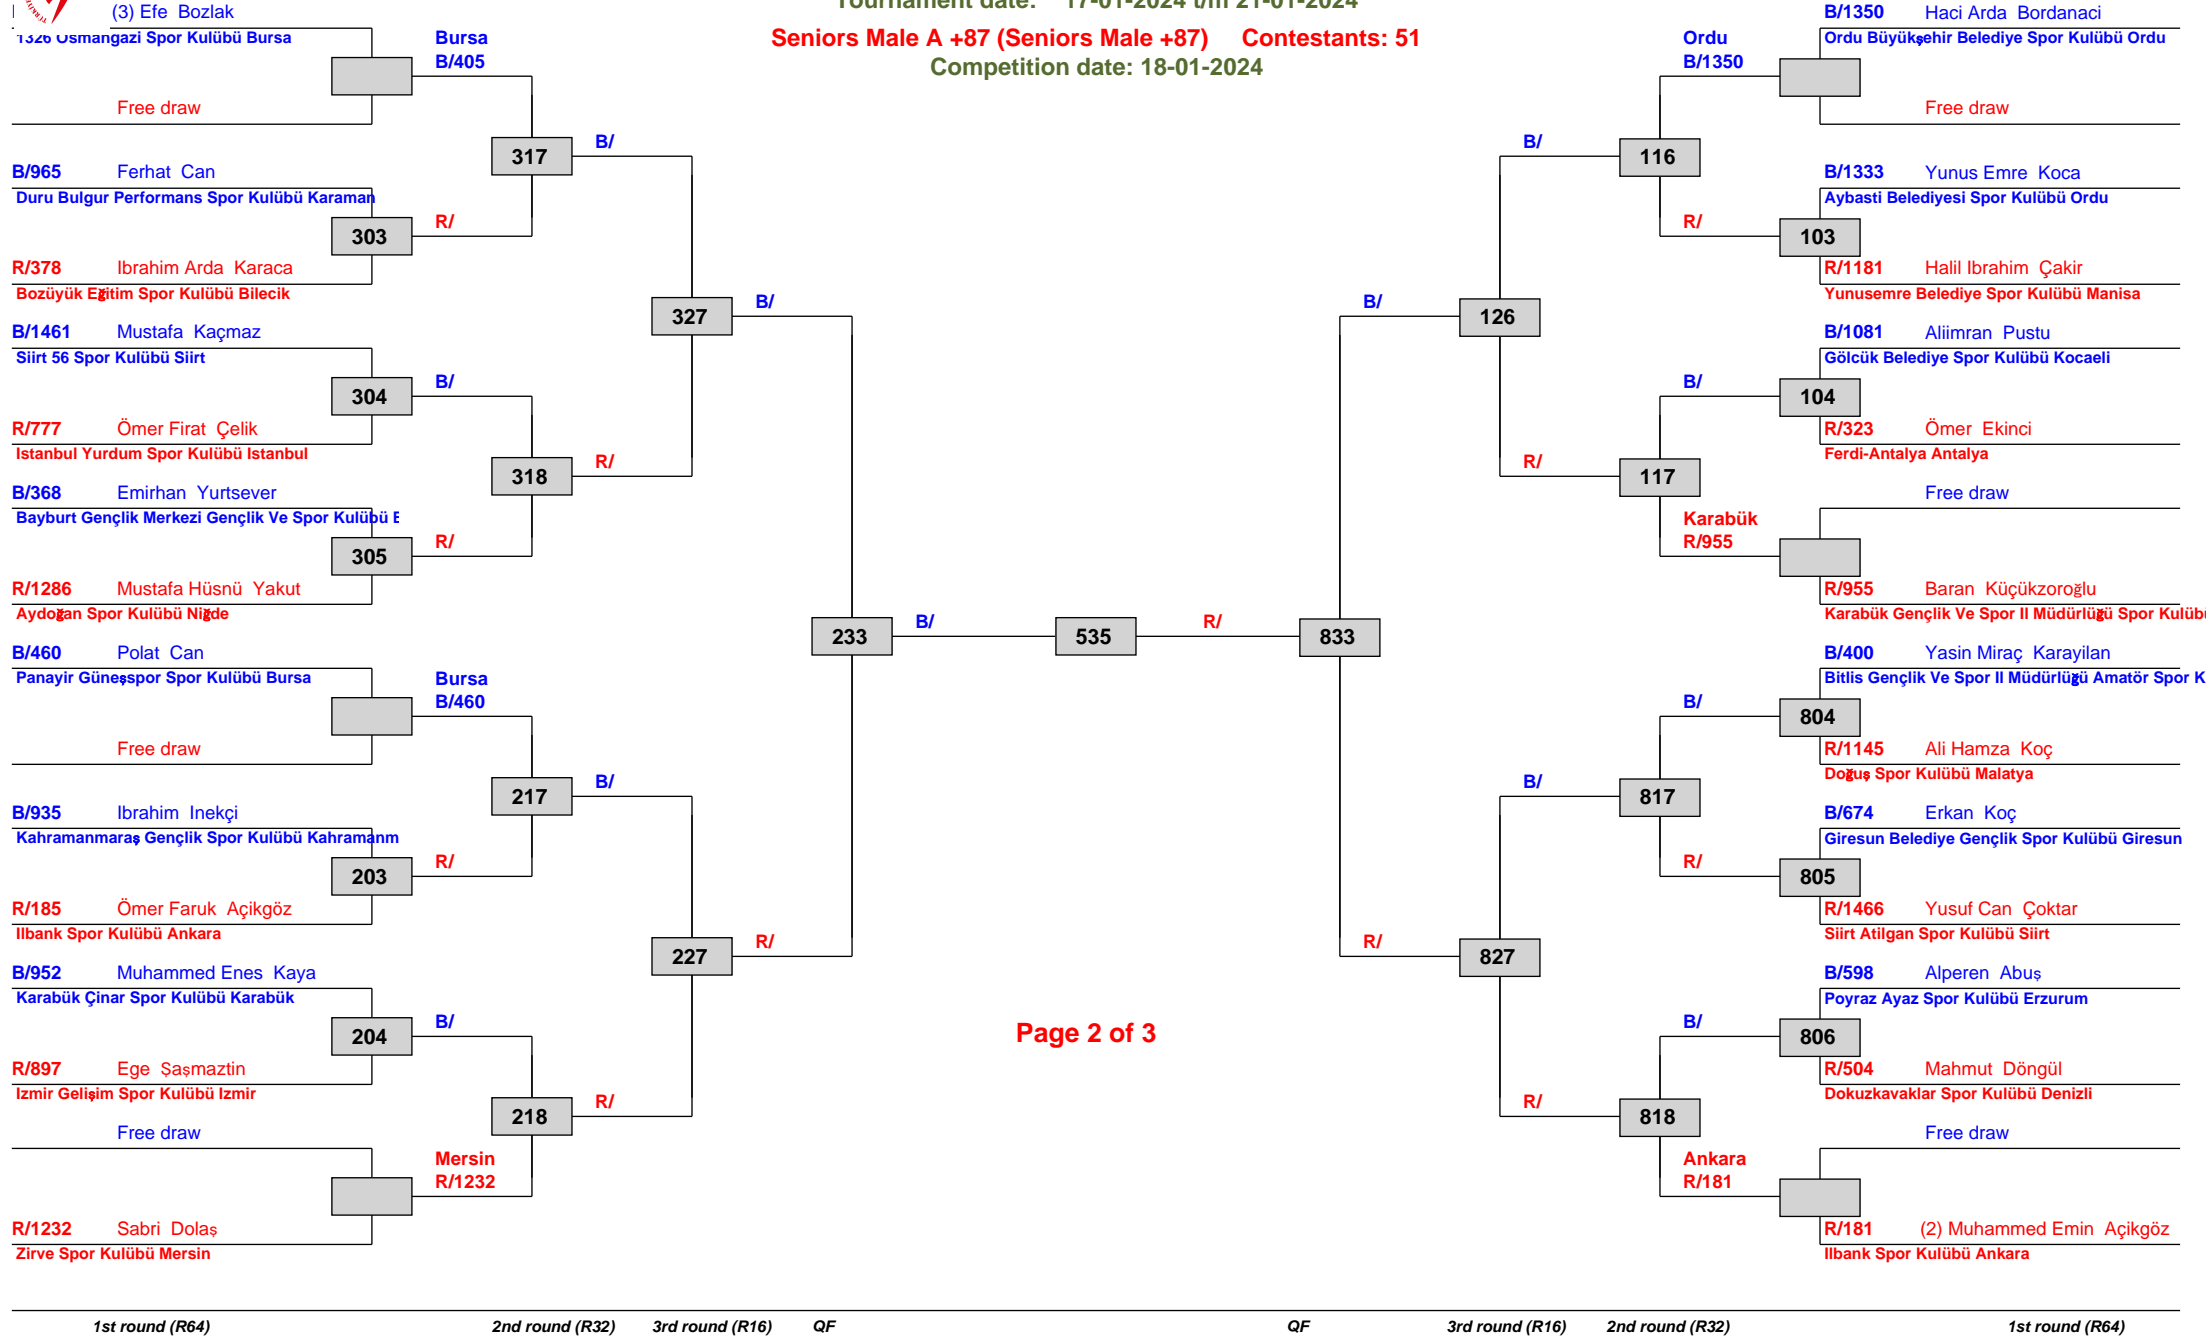 Tournament date: 17-01-2024 t/m 21-01-2024
Seniors Male A +87 (Seniors Male +87) Contestants: 51
Competition date: 18-01-2024
(3) Efe Bozlak
1326 Osmangazi Spor Kulübü Bursa
Bursa
B/405
Free draw
317
B/
B/965 Ferhat Can
Duru Bulgur Performans Spor Kulübü Karaman
303
R/
R/378 Ibrahim Arda Karaca
Bozüyük Eğitim Spor Kulübü Bilecik
327
B/
B/1461 Mustafa Kaçmaz
Siirt 56 Spor Kulübü Siirt
304
B/
R/777 Ömer Firat Çelik
Istanbul Yurdum Spor Kulübü Istanbul
318
R/
B/368 Emirhan Yurtsever
Bayburt Gençlik Merkezi Gençlik Ve Spor Kulübü
305
R/
R/1286 Mustafa Hüsnü Yakut
Aydoğan Spor Kulübü Niğde
233
B/
535
B/460 Polat Can
Panayir Güneşspor Spor Kulübü Bursa
Bursa
B/460
Free draw
217
B/
B/935 Ibrahim Inekçi
Kahramanmaraş Gençlik Spor Kulübü Kahramanm
203
R/
R/185 Ömer Faruk Açikgöz
Ilbank Spor Kulübü Ankara
227
R/
B/952 Muhammed Enes Kaya
Karabük Çinar Spor Kulübü Karabük
204
B/
R/897 Ege Şaşmaztin
Izmir Gelişim Spor Kulübü Izmir
218
R/
Free draw
Mersin
R/1232
R/1232 Sabri Dolaş
Zirve Spor Kulübü Mersin
Page 2 of 3
B/1350 Haci Arda Bordanaci
Ordu Büyükşehir Belediye Spor Kulübü Ordu
Ordu
B/1350
Free draw
B/
116
B/1333 Yunus Emre Koca
Aybasti Belediyesi Spor Kulübü Ordu
R/
103
R/1181 Halil Ibrahim Çakir
Yunusemre Belediye Spor Kulübü Manisa
B/
126
B/1081 Aliimran Pustu
Gölcük Belediye Spor Kulübü Kocaeli
B/
104
R/323 Ömer Ekinci
Ferdi-Antalya Antalya
R/
117
Free draw
Karabük
R/955
R/955 Baran Küçükzoroğlu
Karabük Gençlik Ve Spor Il Müdürlüğü Spor Kulübü
R/
833
B/400 Yasin Miraç Karayilan
Bitlis Gençlik Ve Spor Il Müdürlüğü Amatör Spor K
B/
804
R/1145 Ali Hamza Koç
Doğuş Spor Kulübü Malatya
B/
817
B/674 Erkan Koç
Giresun Belediye Gençlik Spor Kulübü Giresun
R/
805
R/1466 Yusuf Can Çoktar
Siirt Atilgan Spor Kulübü Siirt
R/
827
B/598 Alperen Abuş
Poyraz Ayaz Spor Kulübü Erzurum
B/
806
R/504 Mahmut Döngül
Dokuzkavaklar Spor Kulübü Denizli
R/
818
Free draw
Ankara
R/181
R/181 (2) Muhammed Emin Açikgöz
Ilbank Spor Kulübü Ankara
1st round (R64) 2nd round (R32) 3rd round (R16) QF QF 3rd round (R16) 2nd round (R32) 1st round (R64)